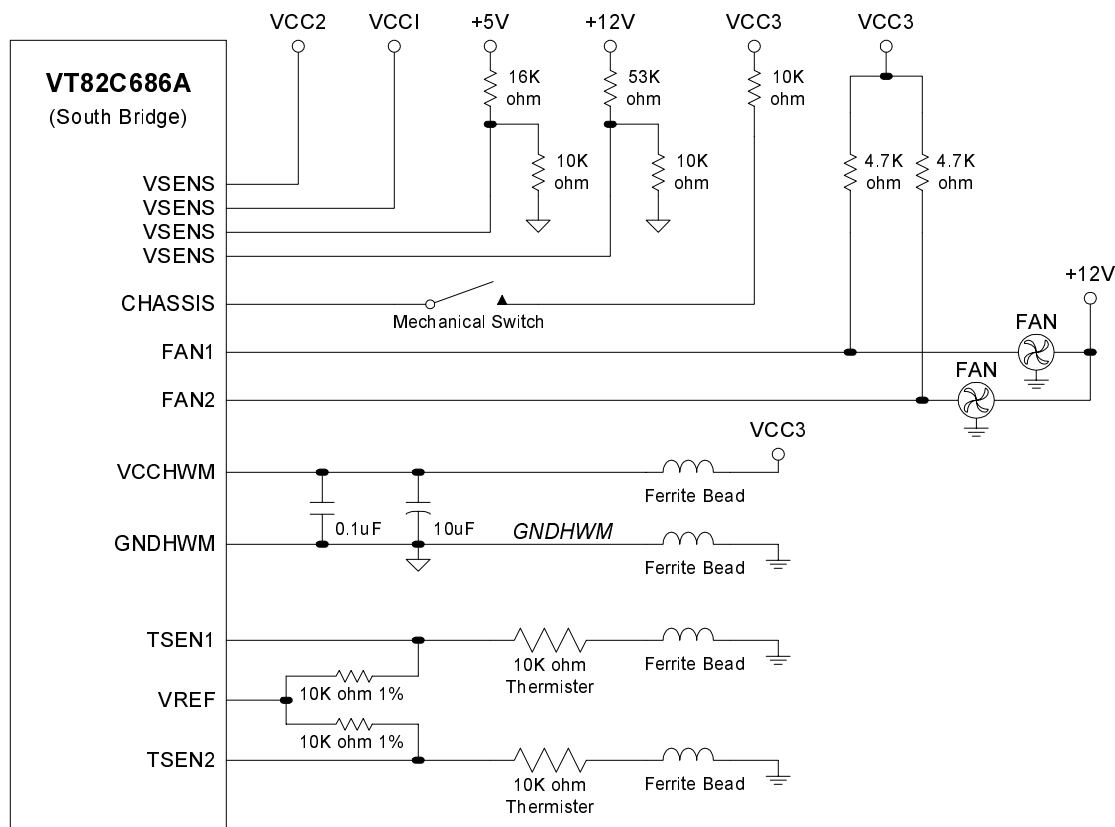 VCC2
VCC1
+5V
+12V
VCC3
VCC3
VT82C686A
(South Bridge)
16K
ohm
53K
ohm
10K
ohm
10K
ohm
10K
ohm
4.7K
ohm
4.7K
ohm
VSENS
VSENS
VSENS
VSENS
CHASSIS
Mechanical Switch
+12V
FAN1
FAN
FAN2
FAN
VCC3
VCCHWM
Ferrite Bead
0.1uF
10uF
GNDHWM
GNDHWM
Ferrite Bead
TSEN1
10K ohm
Thermister
Ferrite Bead
10K ohm 1%
VREF
10K ohm 1%
TSEN2
10K ohm
Thermister
Ferrite Bead